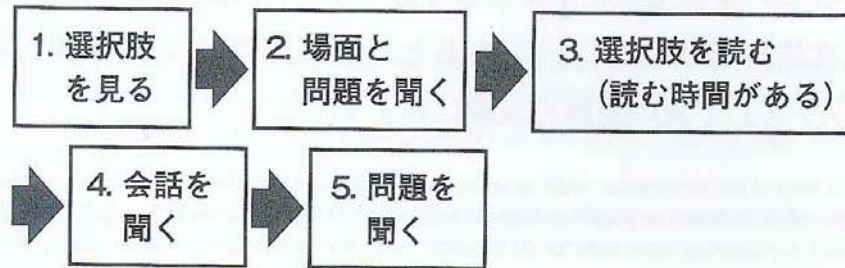 1. 選択肢
を見る
2. 場面と
問題を聞く
3. 選択肢を読む
（読む時間がある）
4. 会話を
聞く
5. 問題を
聞く